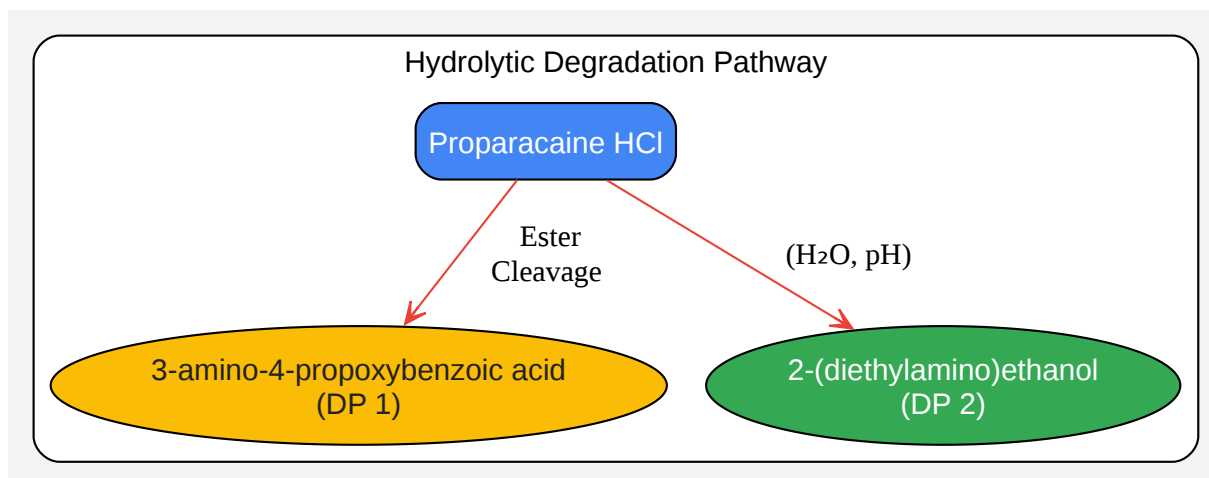 Hydrolytic Degradation Pathway
Proparacaine HCl
Ester
Cleavage
(H₂O, pH)
3-amino-4-propoxybenzoic acid
(DP 1)
2-(diethylamino)ethanol
(DP 2)